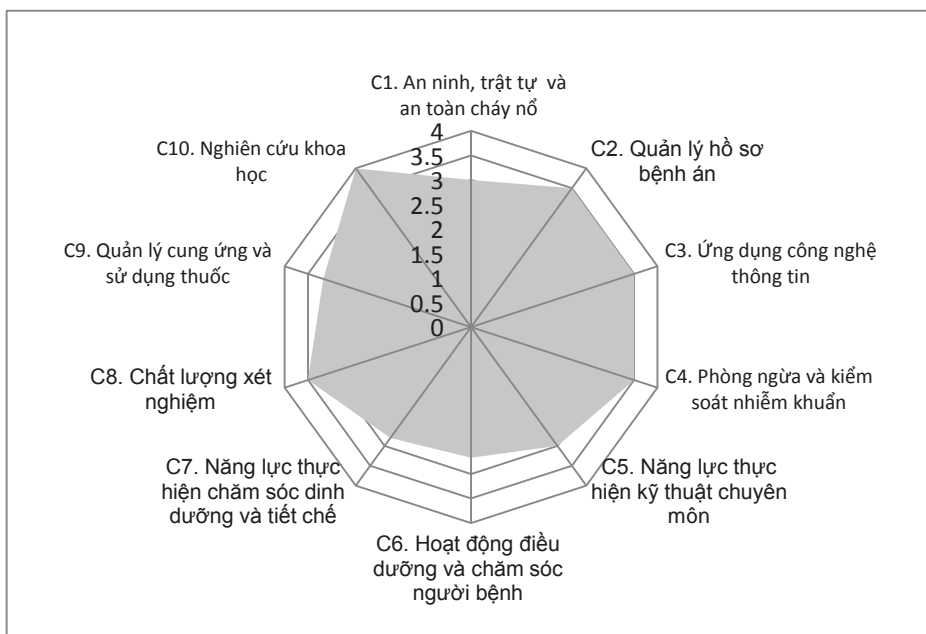 C1. An ninh, trật tự và
an toàn cháy nổ
C2. Quản lý hồ sơ
bệnh án
C3. Ứng dụng công nghệ
thông tin
C4. Phòng ngừa và kiểm
soát nhiễm khuẩn
C5. Năng lực thực
hiện kỹ thuật chuyên
môn
C6. Hoạt động điều
dưỡng và chăm sóc
người bệnh
C7. Năng lực thực
hiện chăm sóc dinh
dưỡng và tiết chế
C8. Chất lượng xét
nghiệm
C9. Quản lý cung ứng và
sử dụng thuốc
C10. Nghiên cứu khoa
học
4
3.5
3
2.5
2
1.5
1
0.5
0